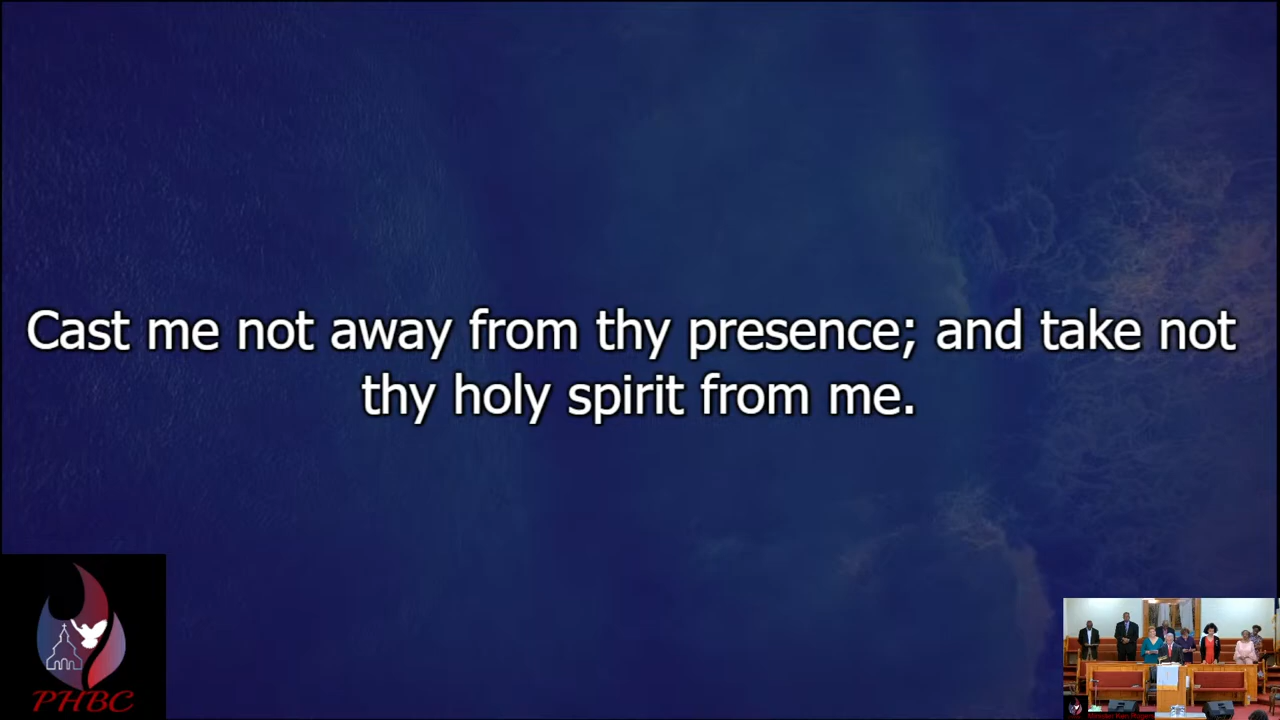 Cast me not away from thy presence; and take not
thy holy spirit from me.
PHBC